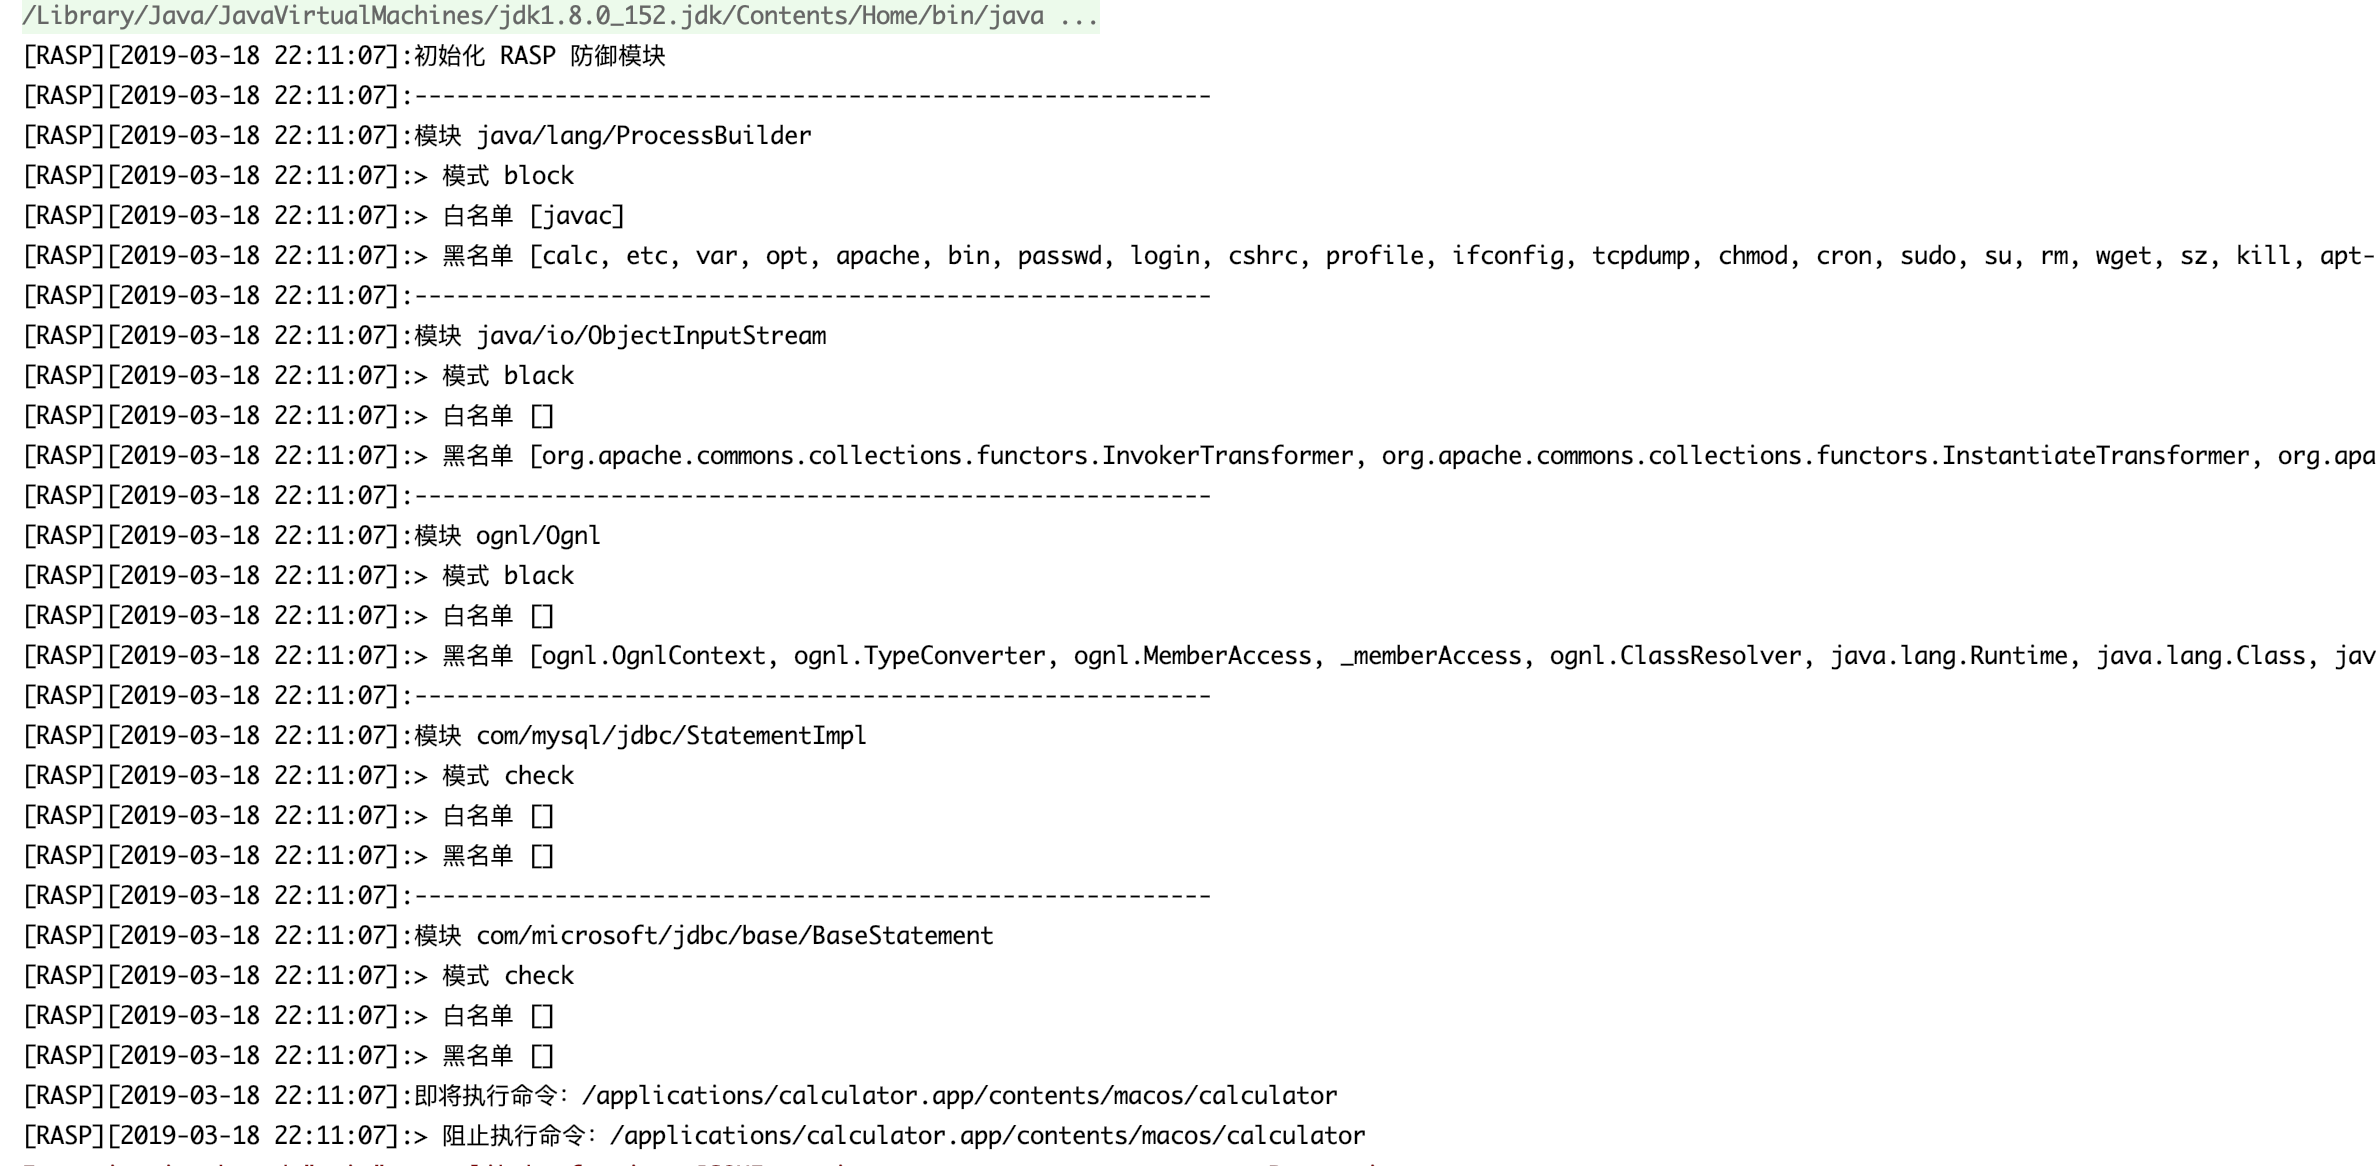 /Library/Java/JavaVirtualMachines/jdk1.8.0_152.jdk/Contents/Home/bin/java ...
[RASP][2019-03-18 22:11:07]:初始化 RASP 防御模块
[RASP][2019-03-18 22:11:07]:---------------------------------------------------------
[RASP][2019-03-18 22:11:07]:模块 java/lang/ProcessBuilder
[RASP][2019-03-18 22:11:07]:> 模式 block
[RASP][2019-03-18 22:11:07]:> 白名单 [javac]
[RASP][2019-03-18 22:11:07]:> 黑名单 [calc, etc, var, opt, apache, bin, passwd, login, cshrc, profile, ifconfig, tcpdump, chmod, cron, sudo, su, rm, wget, sz, kill, apt-
[RASP][2019-03-18 22:11:07]:---------------------------------------------------------
[RASP][2019-03-18 22:11:07]:模块 java/io/ObjectInputStream
[RASP][2019-03-18 22:11:07]:> 模式 black
[RASP][2019-03-18 22:11:07]:> 白名单 []
[RASP][2019-03-18 22:11:07]:> 黑名单 [org.apache.commons.collections.functors.InvokerTransformer, org.apache.commons.collections.functors.InstantiateTransformer, org.apa
[RASP][2019-03-18 22:11:07]:---------------------------------------------------------
[RASP][2019-03-18 22:11:07]:模块 ognl/Ognl
[RASP][2019-03-18 22:11:07]:> 模式 black
[RASP][2019-03-18 22:11:07]:> 白名单 []
[RASP][2019-03-18 22:11:07]:> 黑名单 [ognl.OgnlContext, ognl.TypeConverter, ognl.MemberAccess, _memberAccess, ognl.ClassResolver, java.lang.Runtime, java.lang.Class, jav
[RASP][2019-03-18 22:11:07]:---------------------------------------------------------
[RASP][2019-03-18 22:11:07]:模块 com/mysql/jdbc/StatementImpl
[RASP][2019-03-18 22:11:07]:> 模式 check
[RASP][2019-03-18 22:11:07]:> 白名单 []
[RASP][2019-03-18 22:11:07]:> 黑名单 []
[RASP][2019-03-18 22:11:07]:---------------------------------------------------------
[RASP][2019-03-18 22:11:07]:模块 com/microsoft/jdbc/base/BaseStatement
[RASP][2019-03-18 22:11:07]:> 模式 check
[RASP][2019-03-18 22:11:07]:> 白名单 []
[RASP][2019-03-18 22:11:07]:> 黑名单 []
[RASP][2019-03-18 22:11:07]:即将执行命令：/applications/calculator.app/contents/macos/calculator
[RASP][2019-03-18 22:11:07]:> 阻止执行命令：/applications/calculator.app/contents/macos/calculator